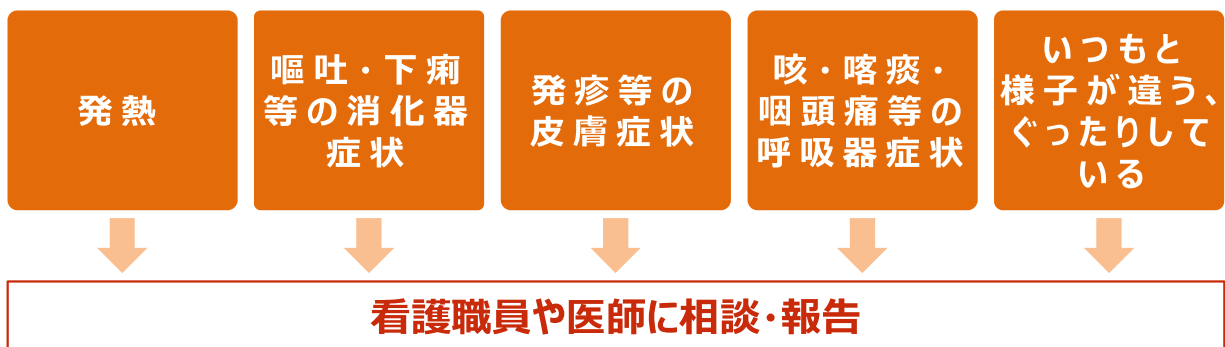 発熱
嘔吐・下痢
等の消化器
症状
発疹等の
皮膚症状
咳・喀痰・
咽頭痛等の
呼吸器症状
いつもと
様子が違う、
ぐったりして
いる
看護職員や医師に相談・報告